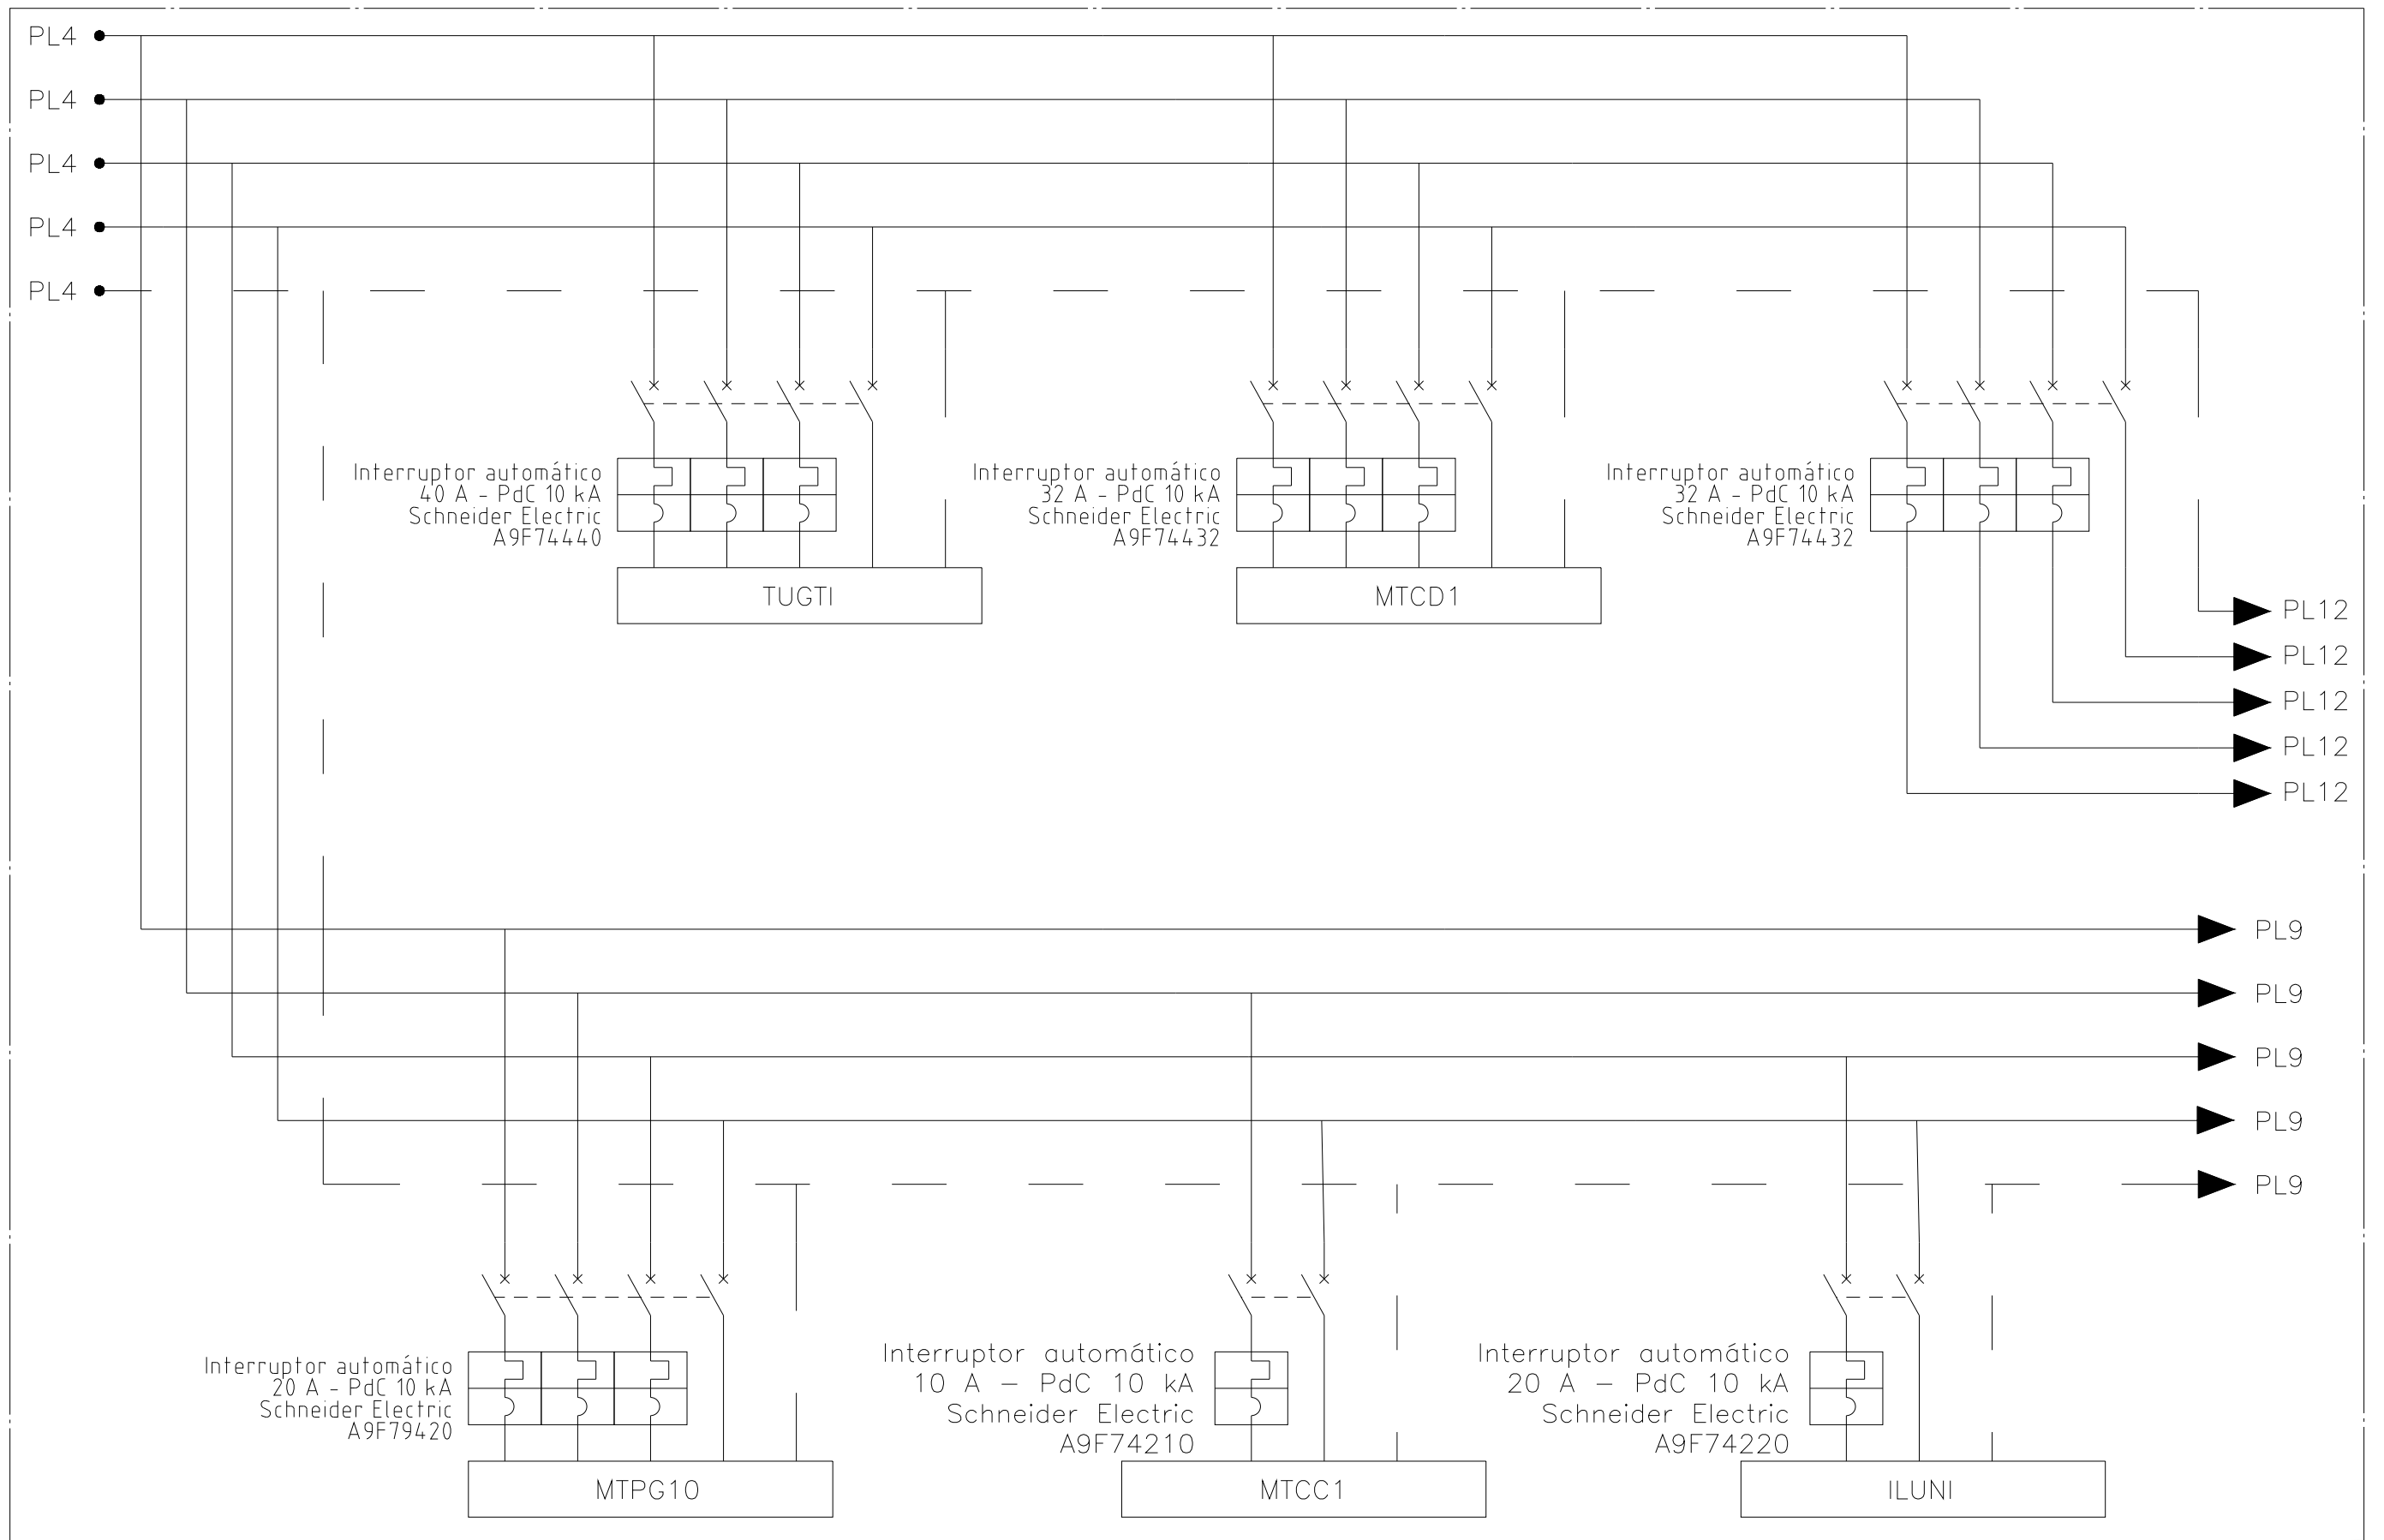 PL4
PL4
PL4
PL4
PL4
Interruptor automático
40 A - PdC 10 kA
Schneider Electric
A9F74440
TUGTI
Interruptor automático
32 A - PdC 10 kA
Schneider Electric
A9F74432
MTCD1
Interruptor automático
32 A - PdC 10 kA
Schneider Electric
A9F74432
PL12
PL12
PL12
PL12
PL12
PL9
PL9
PL9
PL9
PL9
Interruptor automático
20 A - PdC 10 kA
Schneider Electric
A9F79420
MTPG10
Interruptor automático
10 A - PdC 10 kA
Schneider Electric
A9F74210
MTCC1
Interruptor automático
20 A - PdC 10 kA
Schneider Electric
A9F74220
ILUNI